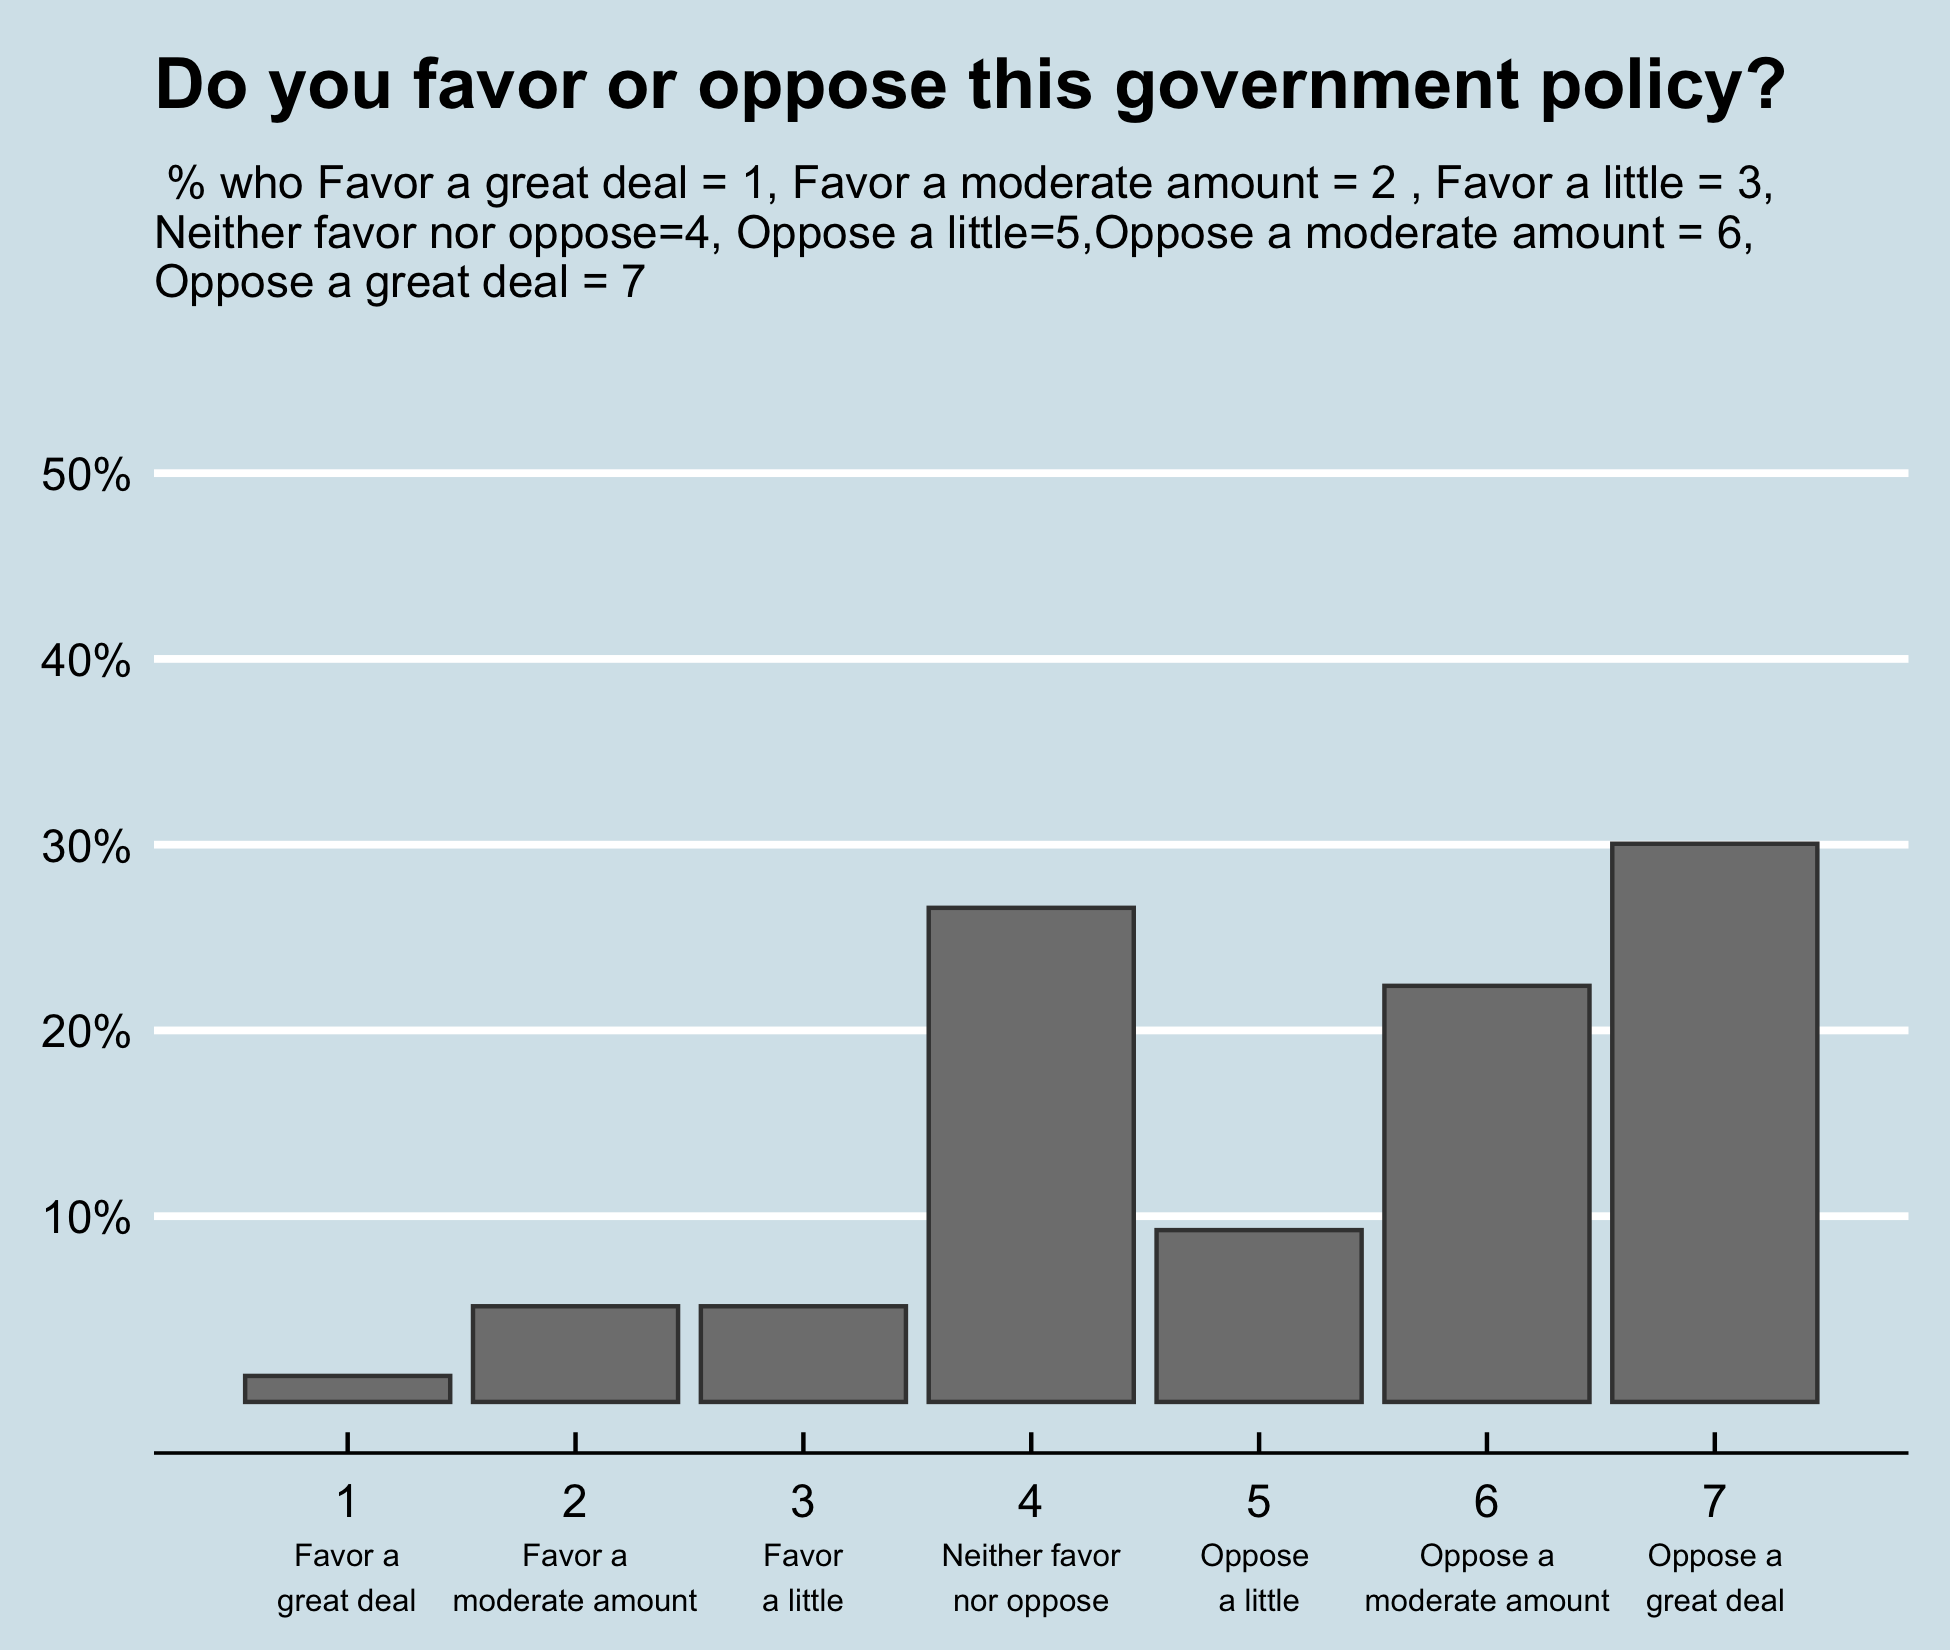 Do you favor or oppose this government policy?
% who Favor a great deal = 1, Favor a moderate amount = 2 , Favor a little = 3,
Neither favor nor oppose=4, Oppose a little=5,Oppose a moderate amount = 6,
Oppose a great deal = 7
50%
40%
30%
20%
10%
1 2 3 4 5 6 7
Favor a Favor a Favor Neither favor Oppose Oppose a Oppose a
great deal moderate amount a little nor oppose a little moderate amount great deal